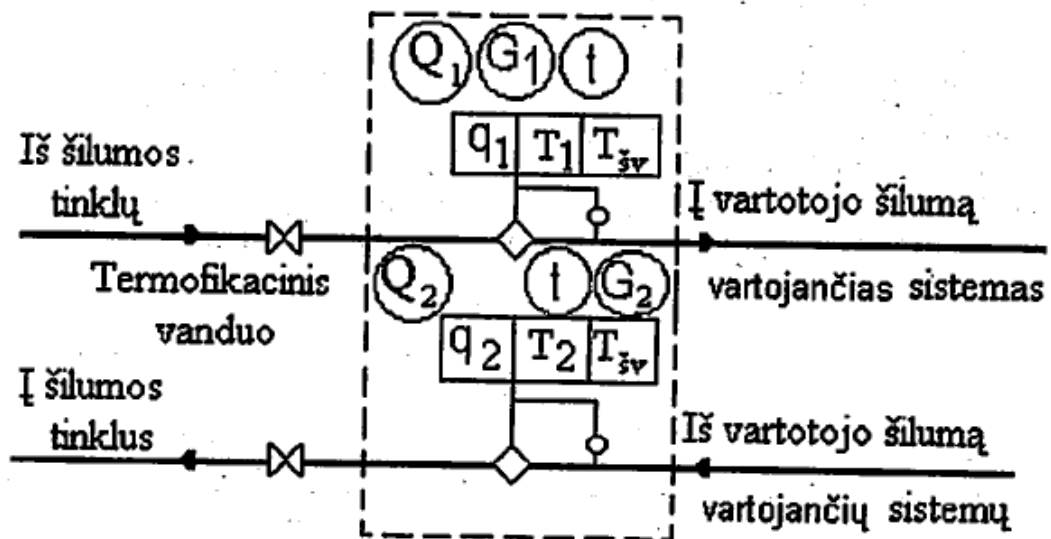 Q1 G1 t
q1 T1 Tšv
Iš šilumos
tinklų
Į vartotojo šilumą
Termofikacinis
vanduo
vartojančias sistemas
Q2 t G2
q2 T2 Tšv
Į šilumos
tinklus
Iš vartotojo šilumą
vartojančių sistemų